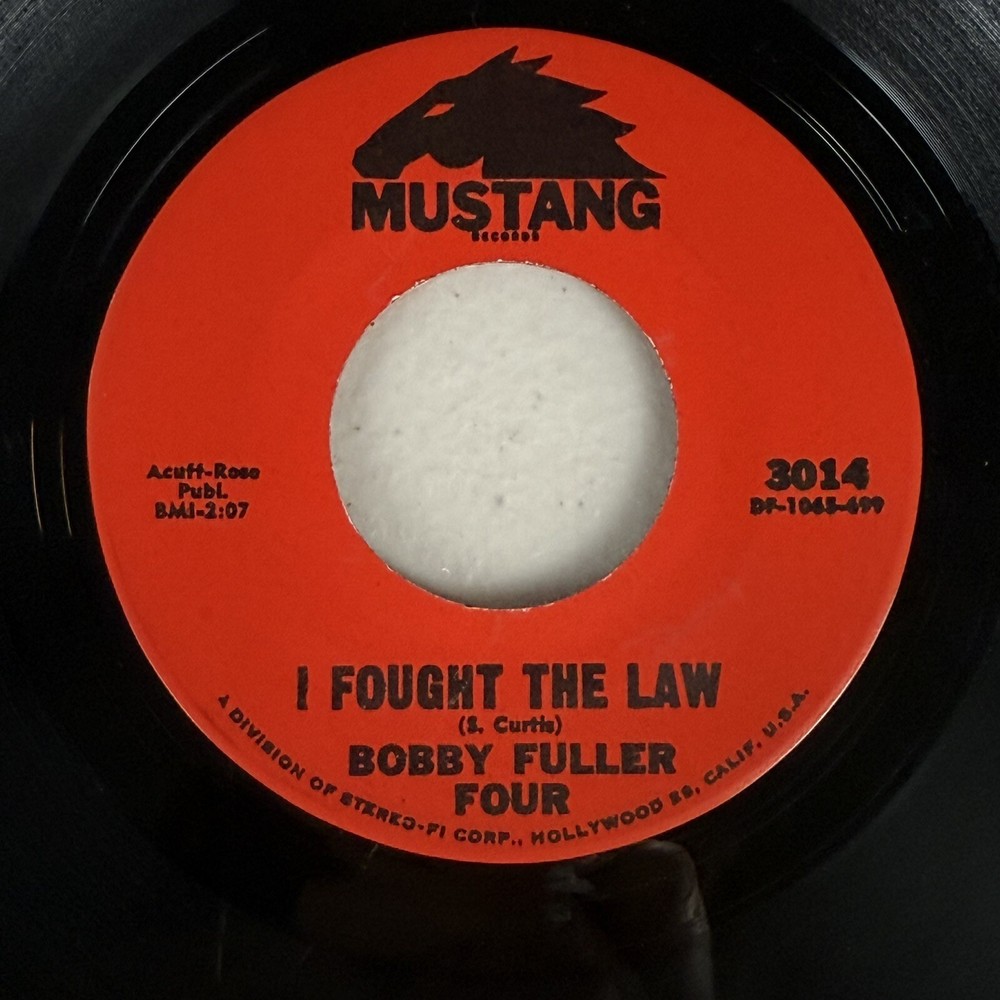 MUSTANG
RECORDS
Acuff-Rose
Publ.
BMI-2:07
3014
DF-1065-499
I FOUGHT THE LAW
(S. Curtis)
BOBBY FULLER
FOUR
A DIVISION OF STEREO-FI CORP., HOLLYWOOD 28, CALIF. U.S.A.